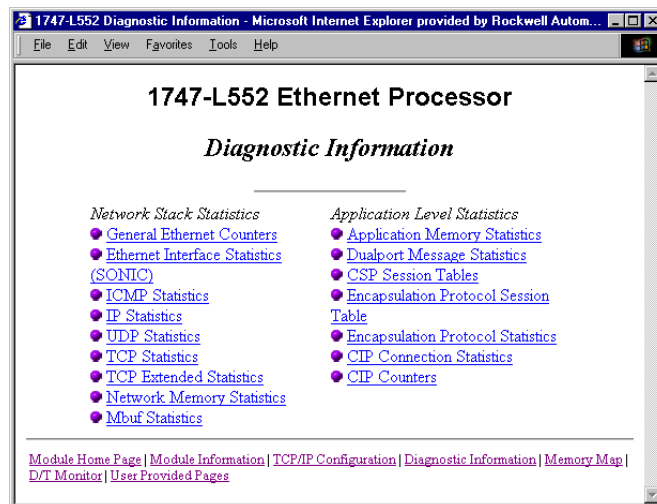 1747-L552 Diagnostic Information - Microsoft Internet Explorer provided by Rockwell Autom...
File Edit View Favorites Tools Help
1747-L552 Ethernet Processor
Diagnostic Information
Network Stack Statistics
General Ethernet Counters
Ethernet Interface Statistics
(SONIC)
ICMP Statistics
IP Statistics
UDP Statistics
TCP Statistics
TCP Extended Statistics
Network Memory Statistics
Mbuf Statistics
Application Level Statistics
Application Memory Statistics
Dualport Message Statistics
CSP Session Tables
Encapsulation Protocol Session
Table
Encapsulation Protocol Statistics
CIP Connection Statistics
CIP Counters
Module Home Page | Module Information | TCP/IP Configuration | Diagnostic Information | Memory Map |
D/T Monitor | User Provided Pages